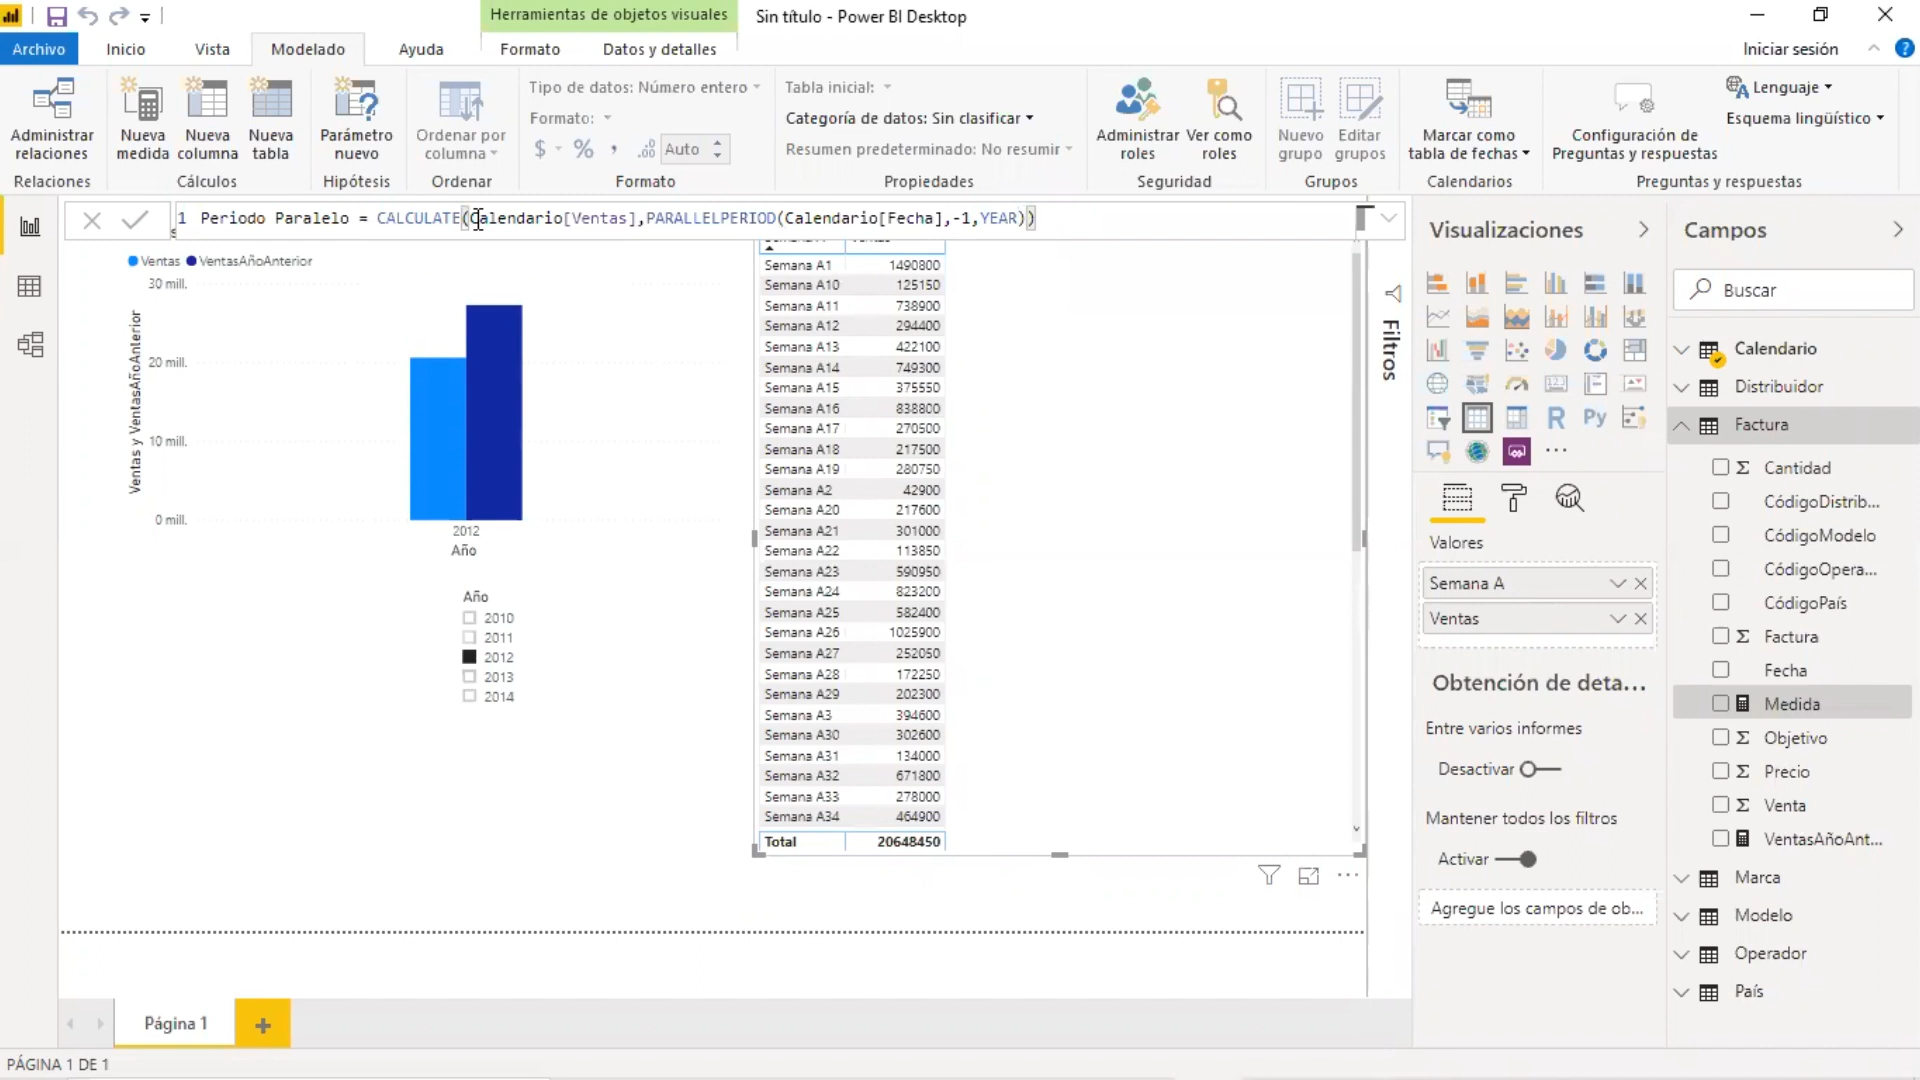 Herramientas de objetos visuales
Sin título - Power BI Desktop
Archivo
Inicio
Vista
Modelado
Ayuda
Formato
Datos y detalles
Iniciar sesión
?
Administrar relaciones
Nueva medida
Nueva columna
Nueva tabla
Parámetro nuevo
Ordenar por columna
Tipo de datos: Número entero
Formato:
$ % , .00 Auto
Tabla inicial:
Categoría de datos: Sin clasificar
Resumen predeterminado: No resumir
Administrar roles
Ver como roles
Nuevo grupo
Editar grupos
Marcar como tabla de fechas
Configuración de Preguntas y respuestas
Lenguaje
Esquema lingüístico
Relaciones
Cálculos
Hipótesis
Ordenar
Formato
Propiedades
Seguridad
Grupos
Calendarios
Preguntas y respuestas
1 Periodo Paralelo = CALCULATE(Calendario[Ventas],PARALLELPERIOD(Calendario[Fecha],-1,YEAR))
Ventas VentasAñoAnterior
30 mill.
20 mill.
10 mill.
0 mill.
Ventas y VentasAñoAnterior
2012
Año
Año
2010
2011
2012
2013
2014
Semana A1 1490800
Semana A10 125150
Semana A11 738900
Semana A12 294400
Semana A13 422100
Semana A14 749300
Semana A15 375550
Semana A16 838800
Semana A17 270500
Semana A18 217500
Semana A19 280750
Semana A2 42900
Semana A20 217600
Semana A21 301000
Semana A22 113850
Semana A23 590950
Semana A24 823200
Semana A25 582400
Semana A26 1025900
Semana A27 252050
Semana A28 172250
Semana A29 202300
Semana A3 394600
Semana A30 302600
Semana A31 134000
Semana A32 671800
Semana A33 278000
Semana A34 464900
Total 20648450
Filtros
Visualizaciones
R
Py
Valores
Semana A
Ventas
Obtención de deta...
Entre varios informes
Desactivar
Mantener todos los filtros
Activar
Agregue los campos de ob...
Campos
Buscar
Calendario
Distribuidor
Factura
Cantidad
CódigoDistrib...
CódigoModelo
CódigoOpera...
CódigoPaís
Factura
Fecha
Medida
Objetivo
Precio
Venta
VentasAñoAnt...
Marca
Modelo
Operador
País
Página 1
PÁGINA 1 DE 1